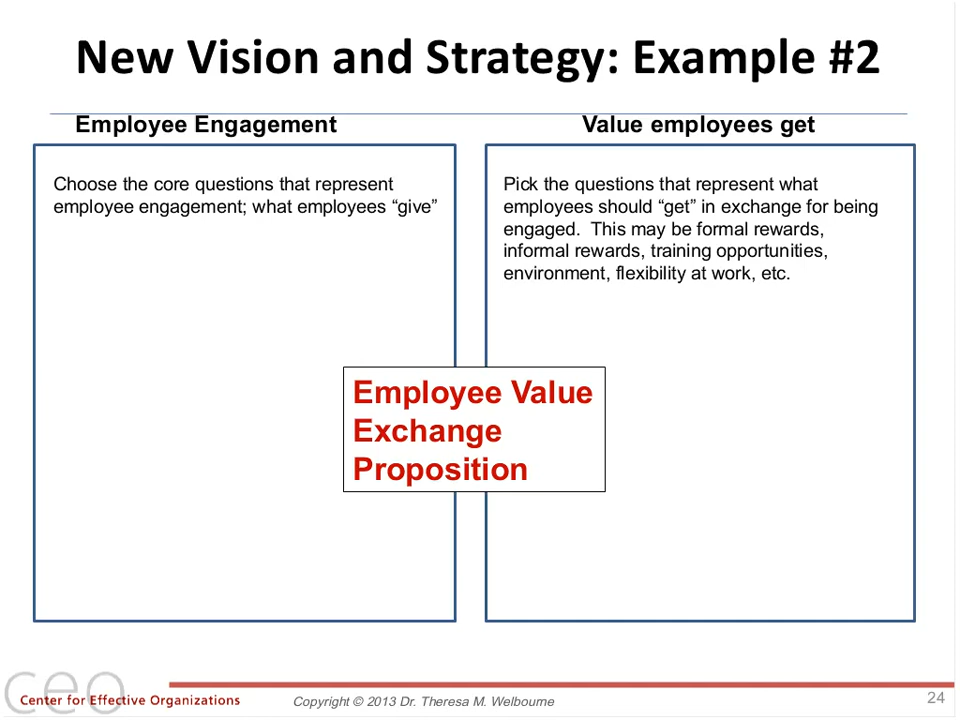 New Vision and Strategy: Example #2
Employee Engagement
Choose the core questions that represent
employee engagement; what employees “give”
Value employees get
Pick the questions that represent what
employees should “get” in exchange for being
engaged.  This may be formal rewards,
informal rewards, training opportunities,
environment, flexibility at work, etc.
Employee Value
Exchange
Proposition
ceo
Center for Effective Organizations
Copyright © 2013 Dr. Theresa M. Welbourne
24